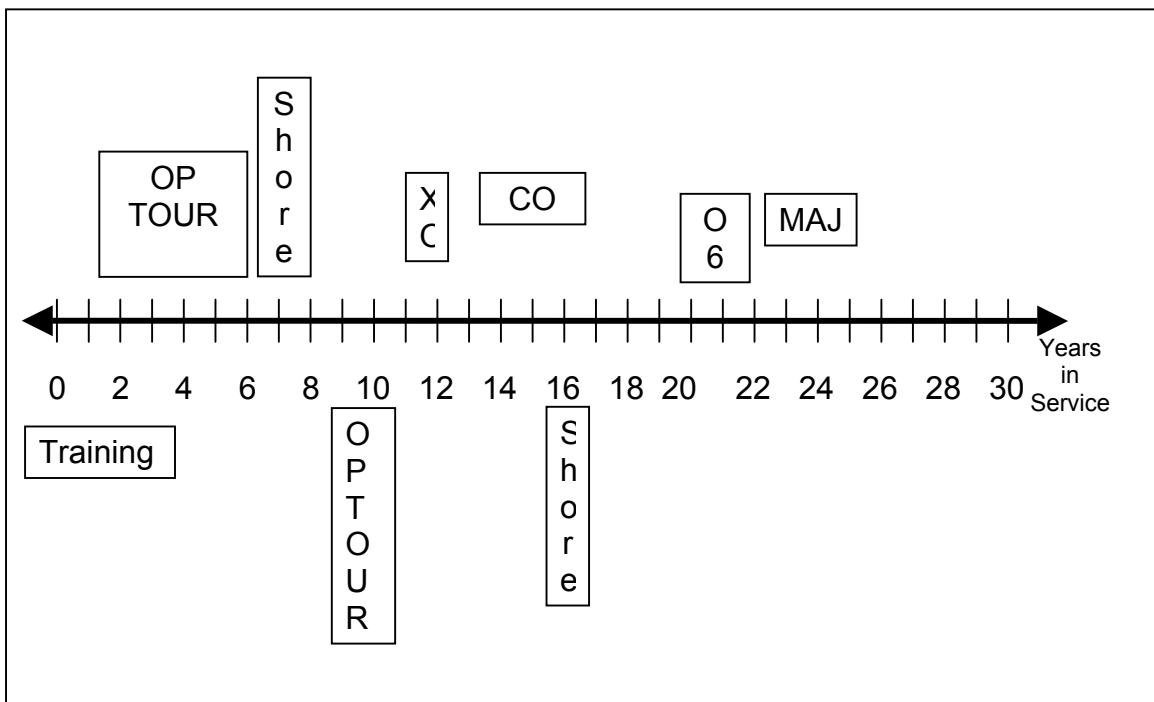 S
h
o
r
e
OP
TOUR
X
O
CO
O
6
MAJ
0 2 4 6 8 10 12 14 16 18 20 22 24 26 28 30
Years
in
Service
Training
O
P
T
O
U
R
S
h
o
r
e